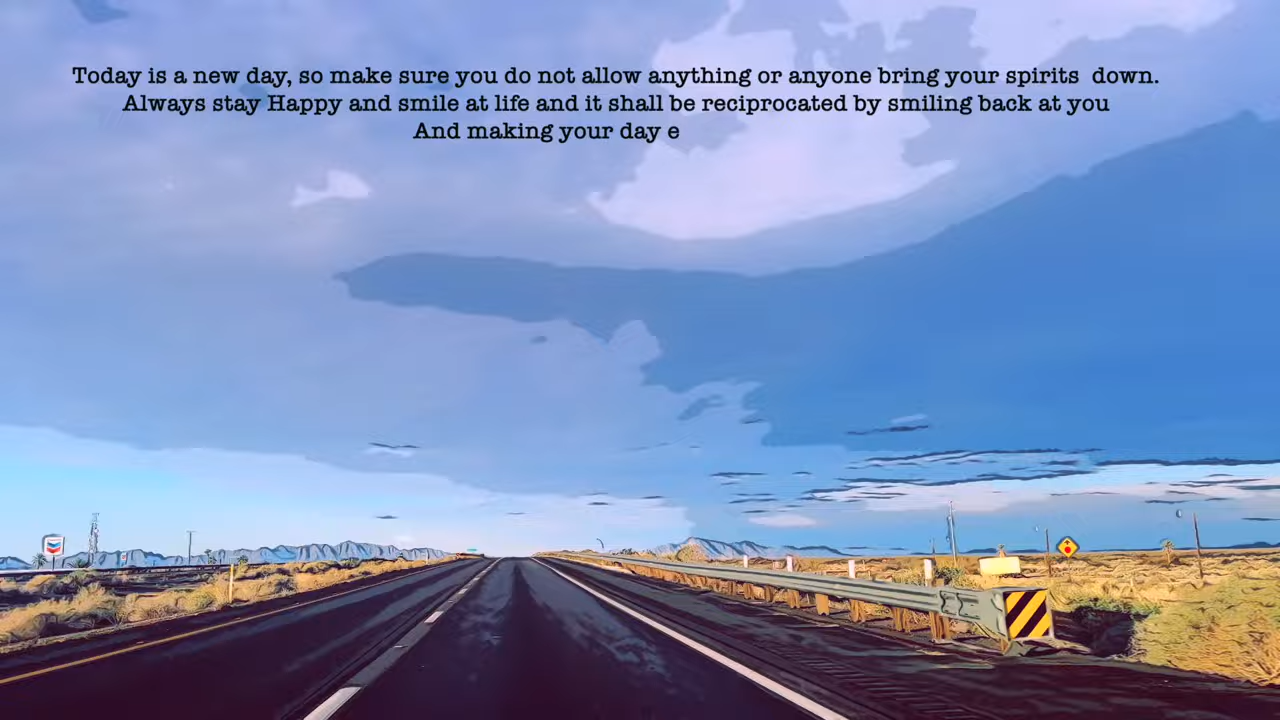 Today is a new day, so make sure you do not allow anything or anyone bring your spirits  down.
Always stay Happy and smile at life and it shall be reciprocated by smiling back at you
And making your day e